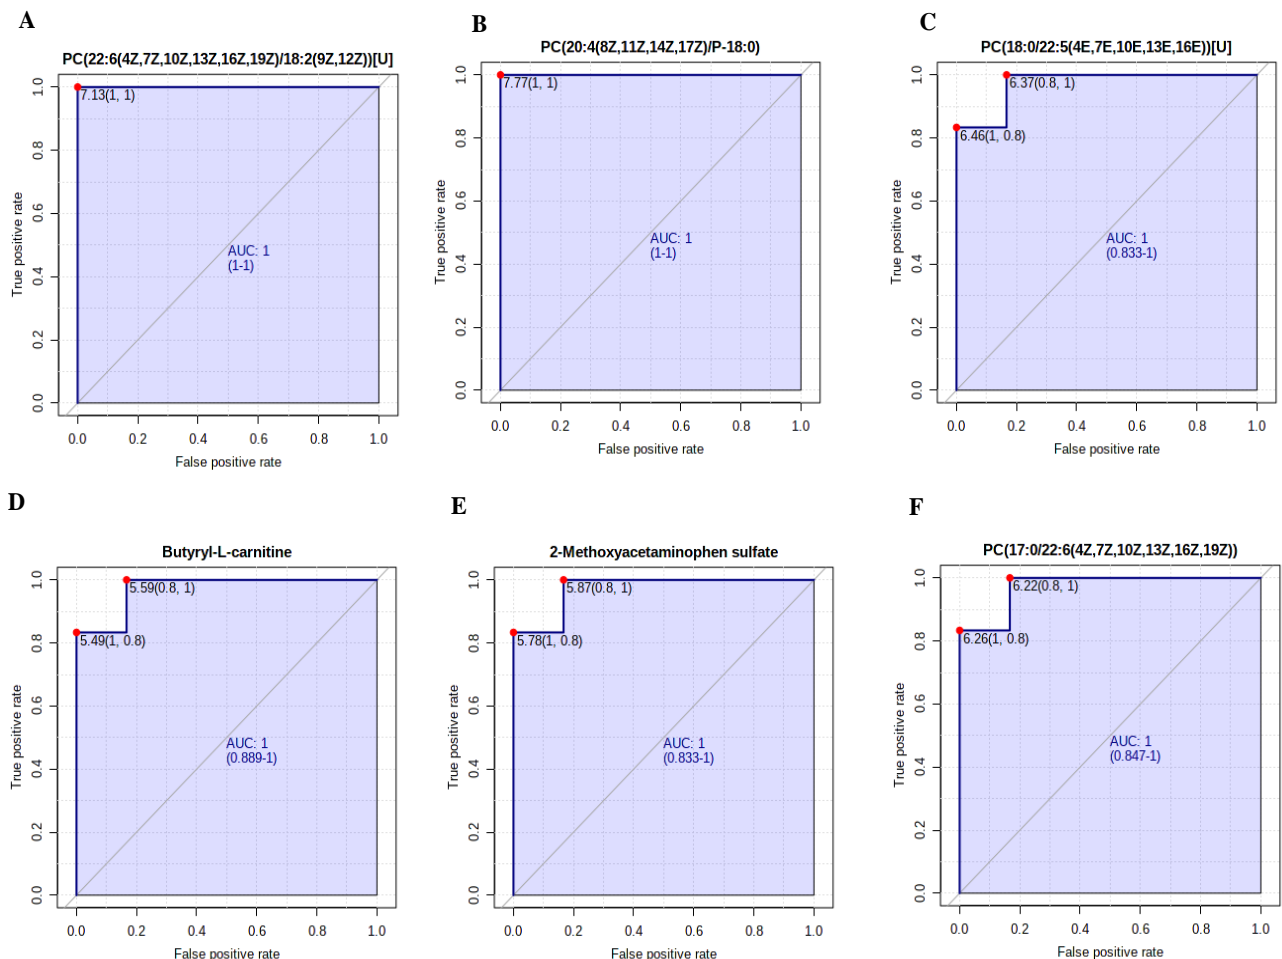 A
PC(22:6(4Z,7Z,10Z,13Z,16Z,19Z)/18:2(9Z,12Z))[U]
True positive rate
1.0
0.8
0.6
0.4
0.2
0.0
7.13(1, 1)
AUC: 1
(1-1)
0.0 0.2 0.4 0.6 0.8 1.0
False positive rate
B
PC(20:4(8Z,11Z,14Z,17Z)/P-18:0)
True positive rate
1.0
0.8
0.6
0.4
0.2
0.0
7.77(1, 1)
AUC: 1
(1-1)
0.0 0.2 0.4 0.6 0.8 1.0
False positive rate
C
PC(18:0/22:5(4E,7E,10E,13E,16E))[U]
True positive rate
1.0
0.8
0.6
0.4
0.2
0.0
6.37(0.8, 1)
6.46(1, 0.8)
AUC: 1
(0.833-1)
0.0 0.2 0.4 0.6 0.8 1.0
False positive rate
D
Butyryl-L-carnitine
True positive rate
1.0
0.8
0.6
0.4
0.2
0.0
5.59(0.8, 1)
5.49(1, 0.8)
AUC: 1
(0.889-1)
0.0 0.2 0.4 0.6 0.8 1.0
False positive rate
E
2-Methoxyacetaminophen sulfate
True positive rate
1.0
0.8
0.6
0.4
0.2
0.0
5.87(0.8, 1)
5.78(1, 0.8)
AUC: 1
(0.833-1)
0.0 0.2 0.4 0.6 0.8 1.0
False positive rate
F
PC(17:0/22:6(4Z,7Z,10Z,13Z,16Z,19Z))
True positive rate
1.0
0.8
0.6
0.4
0.2
0.0
6.22(0.8, 1)
6.26(1, 0.8)
AUC: 1
(0.847-1)
0.0 0.2 0.4 0.6 0.8 1.0
False positive rate